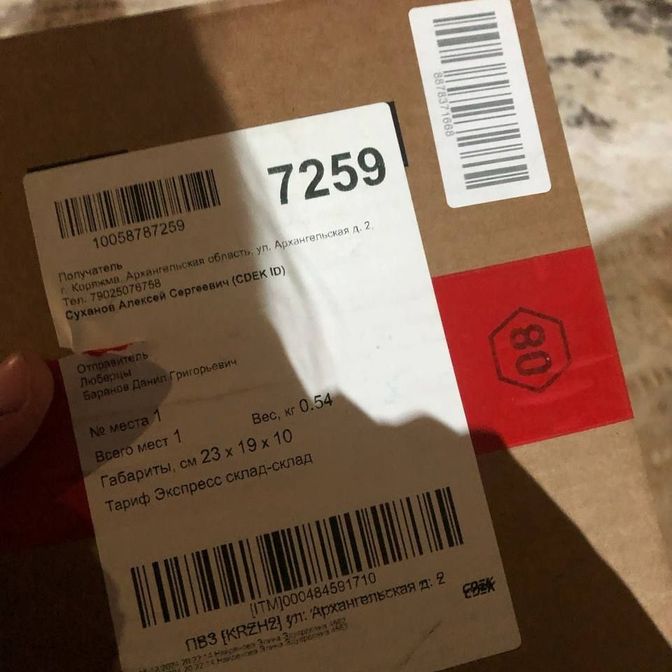 8878371668
7259
10058787259
Получатель
г. Коряжма, Архангельская область, ул. Архангельская д. 2,
Тел. 79025076758
Суханов Алексей Сергеевич (CDEK ID)
08
Отправитель
Люберцы
Баранов Данил Григорьевич
№ места 1
Вес, кг 0.54
Всего мест 1
Габариты, см 23 x 19 x 10
Тариф Экспресс склад-склад
[ITM]000484591710
ПВЗ [KRZH2] ул. Архангельская д. 2
CDEK